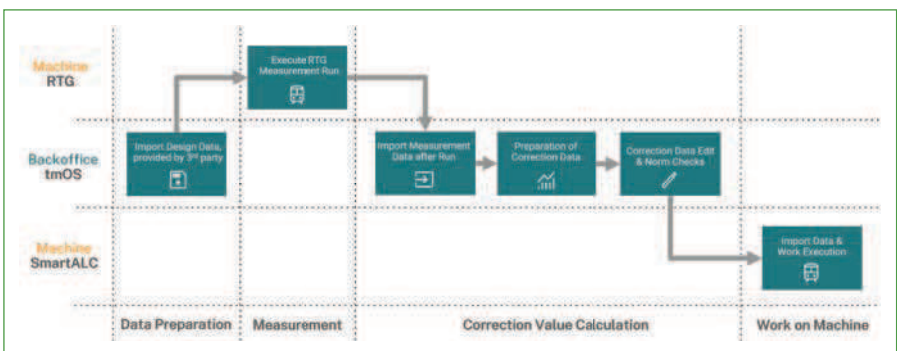 Machine
RTG
Execute RTG
Measurement Run
Backoffice
tmOS
Import Design Data,
provided by 3rd party
Import Measurement
Data after Run
Preparation of
Correction Data
Correction Data Edit
& Norm Checks
Machine
SmartALC
Import Data &
Work Execution
Data Preparation
Measurement
Correction Value Calculation
Work on Machine